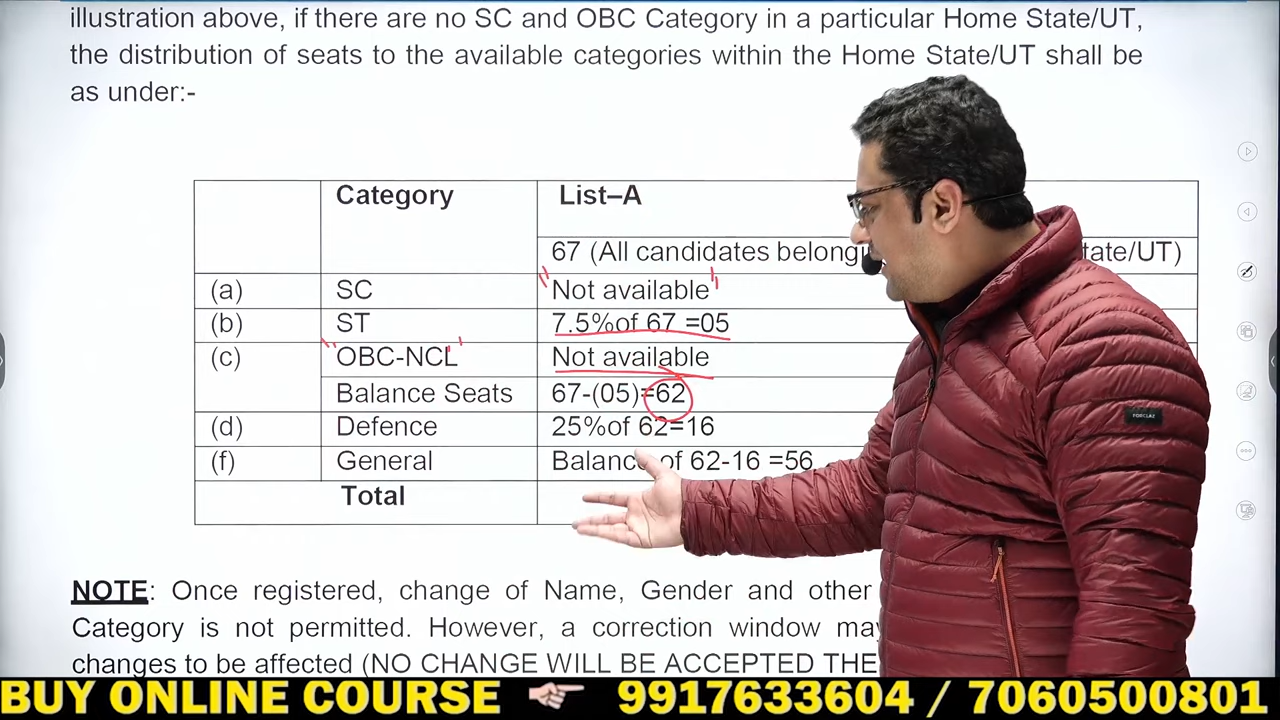 illustration above, if there are no SC and OBC Category in a particular Home State/UT,
the distribution of seats to the available categories within the Home State/UT shall be
as under:-
Category List–A
67 (All candidates tate/UT)
(a) SC "Not available"
(b) ST 7.5%of 67 =05
(c) "OBC-NCL" Not available
Balance Seats 67-(05)=62
(d) Defence 25%of 62=16
(f) General Balance of 62-16 =56
Total
NOTE: Once registered, change of Name, Gender and other
Category is not permitted. However, a correction window
changes to be affected (NO CHANGE WILL BE ACCEPTED THE
FORCLAZ
BUY ONLINE COURSE 9917633604 / 7060500801